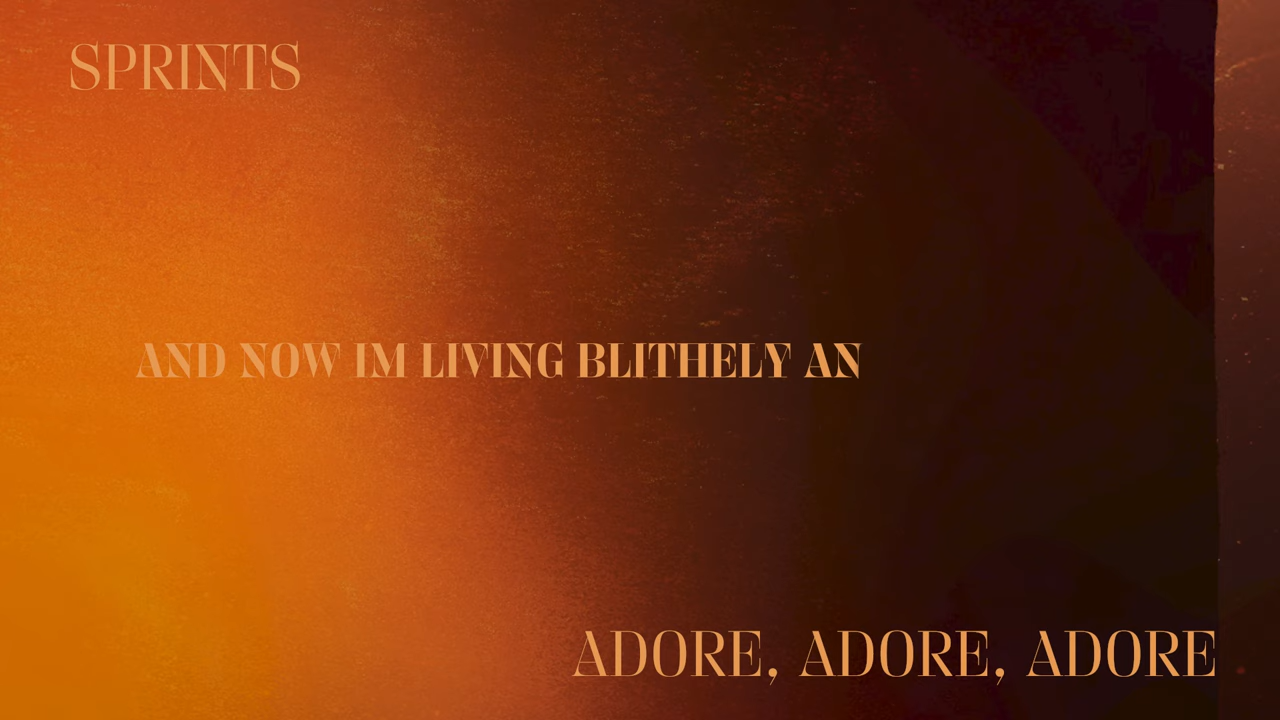 SPRINTS
AND NOW IM LIVING BLITHELY AN
ADORE, ADORE, ADORE